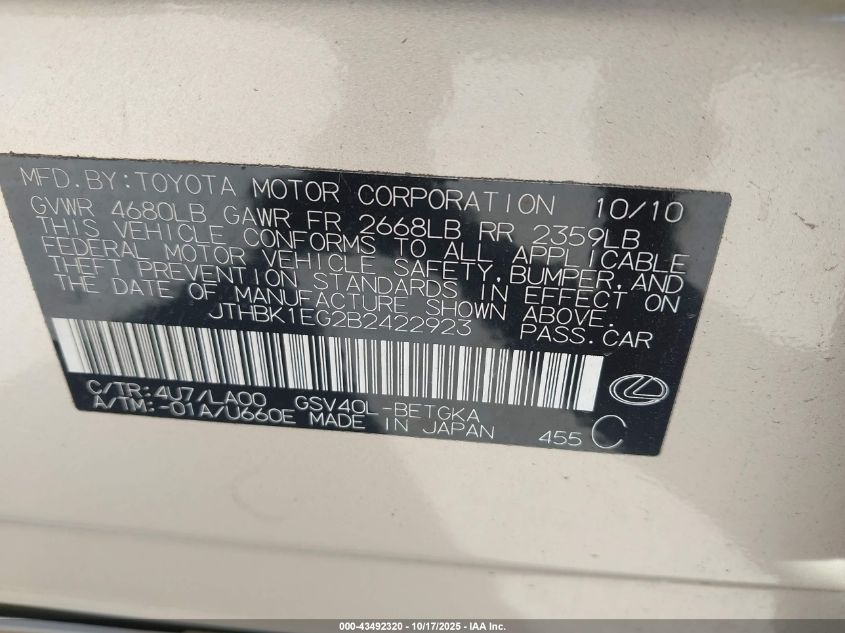 MFD.BY:TOYOTA MOTOR CORPORATION 10/10
GVWR 4680LB GAWR FR 2668LB RR 2359LB
THIS VEHICLE CONFORMS TO ALL APPLICABLE
FEDERAL MOTOR VEHICLE SAFETY,BUMPER,AND
THEFT PREVENTION STANDARDS IN EFFECT ON
THE DATE OF MANUFACTURE SHOWN ABOVE.
JTHBK1EG2B2422923 PASS.CAR
C/TR:4U7/LA00 GSV40L-BETGKA
A/TM:-01A/U660E MADE IN JAPAN 455 C
000-43492320 - 10/17/2025 - IAA Inc.